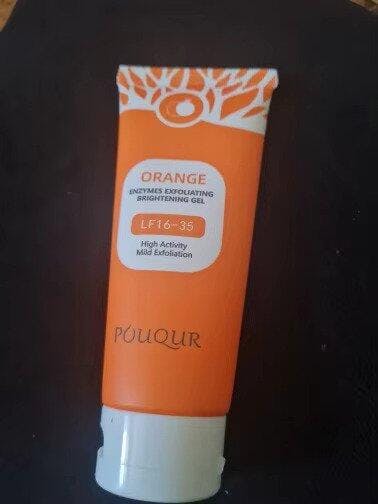 ORANGE
ENZYMES EXFOLIATING
BRIGHTENING GEL
LF16-35
High Activity
Mild Exfoliation
POUQUR